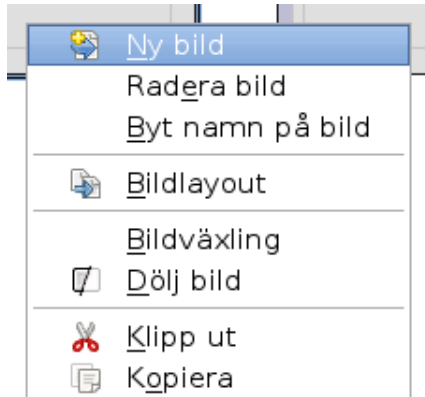 Ny bild
Radera bild
Byt namn på bild
Bildlayout
Bildväxling
Dölj bild
Klipp ut
Kopiera